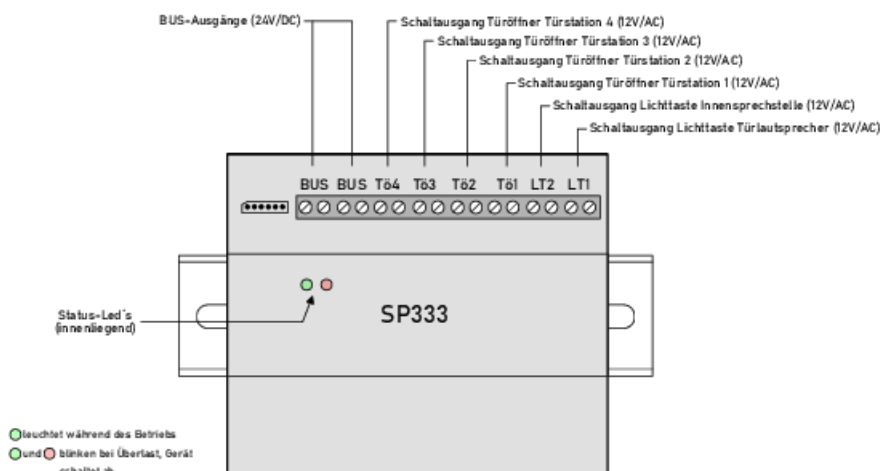 BUS-Ausgänge (24V/DC)
Schaltausgang Türöffner Türstation 4 (12V/AC)
Schaltausgang Türöffner Türstation 3 (12V/AC)
Schaltausgang Türöffner Türstation 2 (12V/AC)
Schaltausgang Türöffner Türstation 1 (12V/AC)
Schaltausgang Lichttaste Innensprechstelle (12V/AC)
Schaltausgang Lichttaste Türlautsprecher (12V/AC)
BUS BUS Tö4 Tö3 Tö2 Tö1 LT2 LT1
SP333
Status-Led´s
(innenliegend)
leuchtet während des Betriebs
und blinken bei Überlast, Gerät
schaltet ab